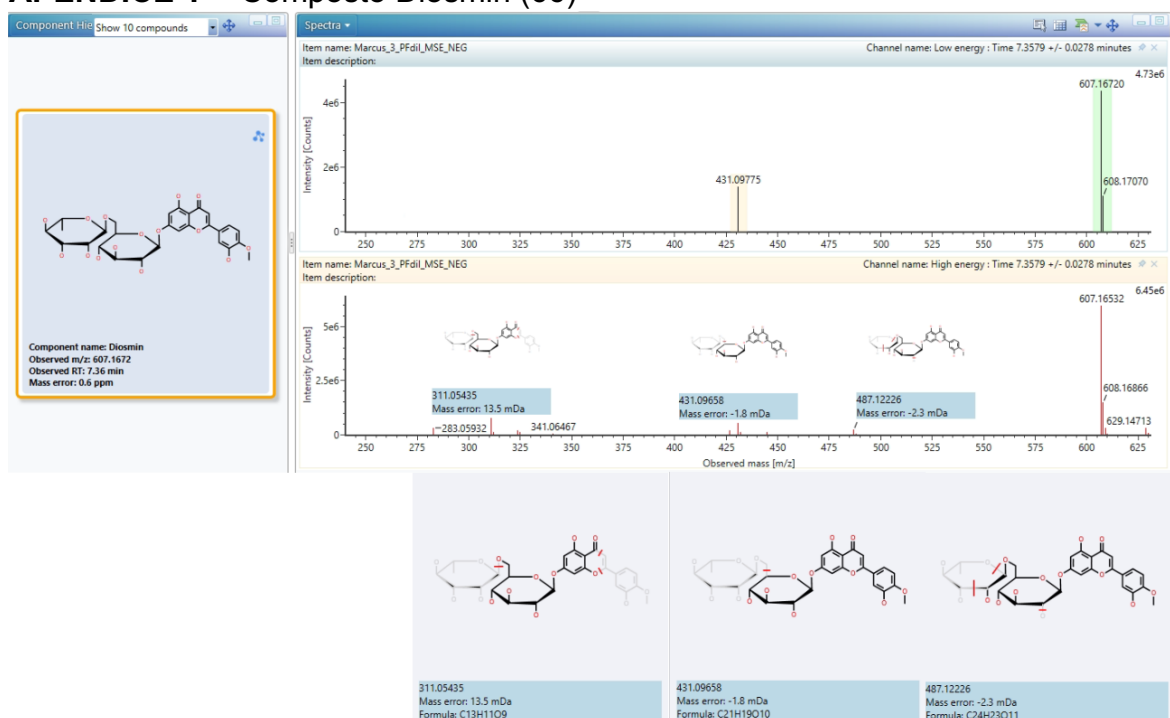 APÊNDICE 1 – Composto Diosmin (60)
Component Hie
Show 10 compounds
Component name: Diosmin
Observed m/z: 607.1672
Observed RT: 7.36 min
Mass error: 0.6 ppm
Spectra
Item name: Marcus_3_PFdil_MSE_NEG
Channel name: Low energy : Time 7.3579 +/- 0.0278 minutes
Item description:
4.73e6
607.16720
4e6
Intensity [Counts]
2e6
431.09775
608.17070
0
250 275 300 325 350 375 400 425 450 475 500 525 550 575 600 625
Item name: Marcus_3_PFdil_MSE_NEG
Channel name: High energy : Time 7.3579 +/- 0.0278 minutes
Item description:
6.45e6
607.16532
5e6
Intensity [Counts]
2.5e6
311.05435
Mass error: 13.5 mDa
431.09658
Mass error: -1.8 mDa
487.12226
Mass error: -2.3 mDa
608.16866
283.05932
341.06467
629.14713
0
250 275 300 325 350 375 400 425 450 475 500 525 550 575 600 625
Observed mass [m/z]
311.05435
Mass error: 13.5 mDa
Formula: C13H11O9
431.09658
Mass error: -1.8 mDa
Formula: C21H19O10
487.12226
Mass error: -2.3 mDa
Formula: C24H23O11